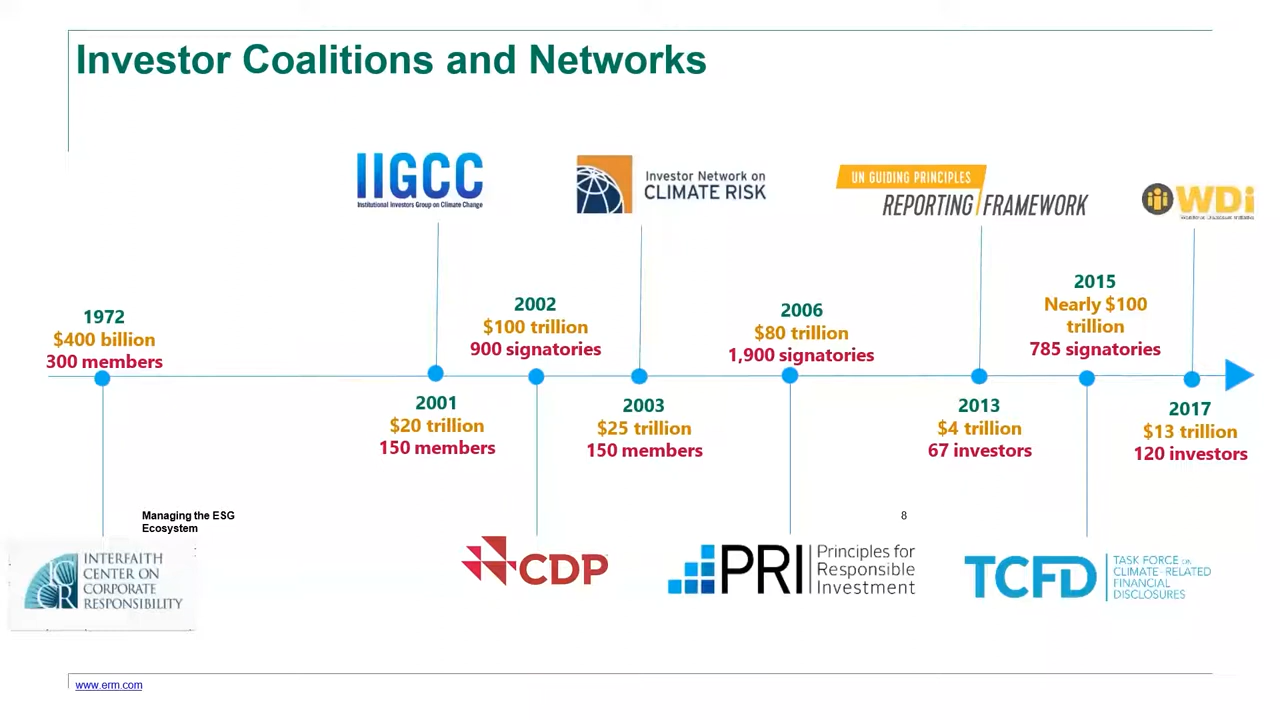 Investor Coalitions and Networks
IIGCC
Institutional Investors Group on Climate Change
Investor Network on
CLIMATE RISK
UN GUIDING PRINCIPLES
REPORTING FRAMEWORK
WDi
1972
$400 billion
300 members
2002
$100 trillion
900 signatories
2006
$80 trillion
1,900 signatories
2015
Nearly $100
trillion
785 signatories
2001
$20 trillion
150 members
2003
$25 trillion
150 members
2013
$4 trillion
67 investors
2017
$13 trillion
120 investors
Managing the ESG
Ecosystem
8
ICCR
INTERFAITH
CENTER ON
CORPORATE
RESPONSIBILITY
CDP
PRI
Principles for
Responsible
Investment
TCFD
TASK FORCE ON
CLIMATE-RELATED
FINANCIAL
DISCLOSURES
www.erm.com